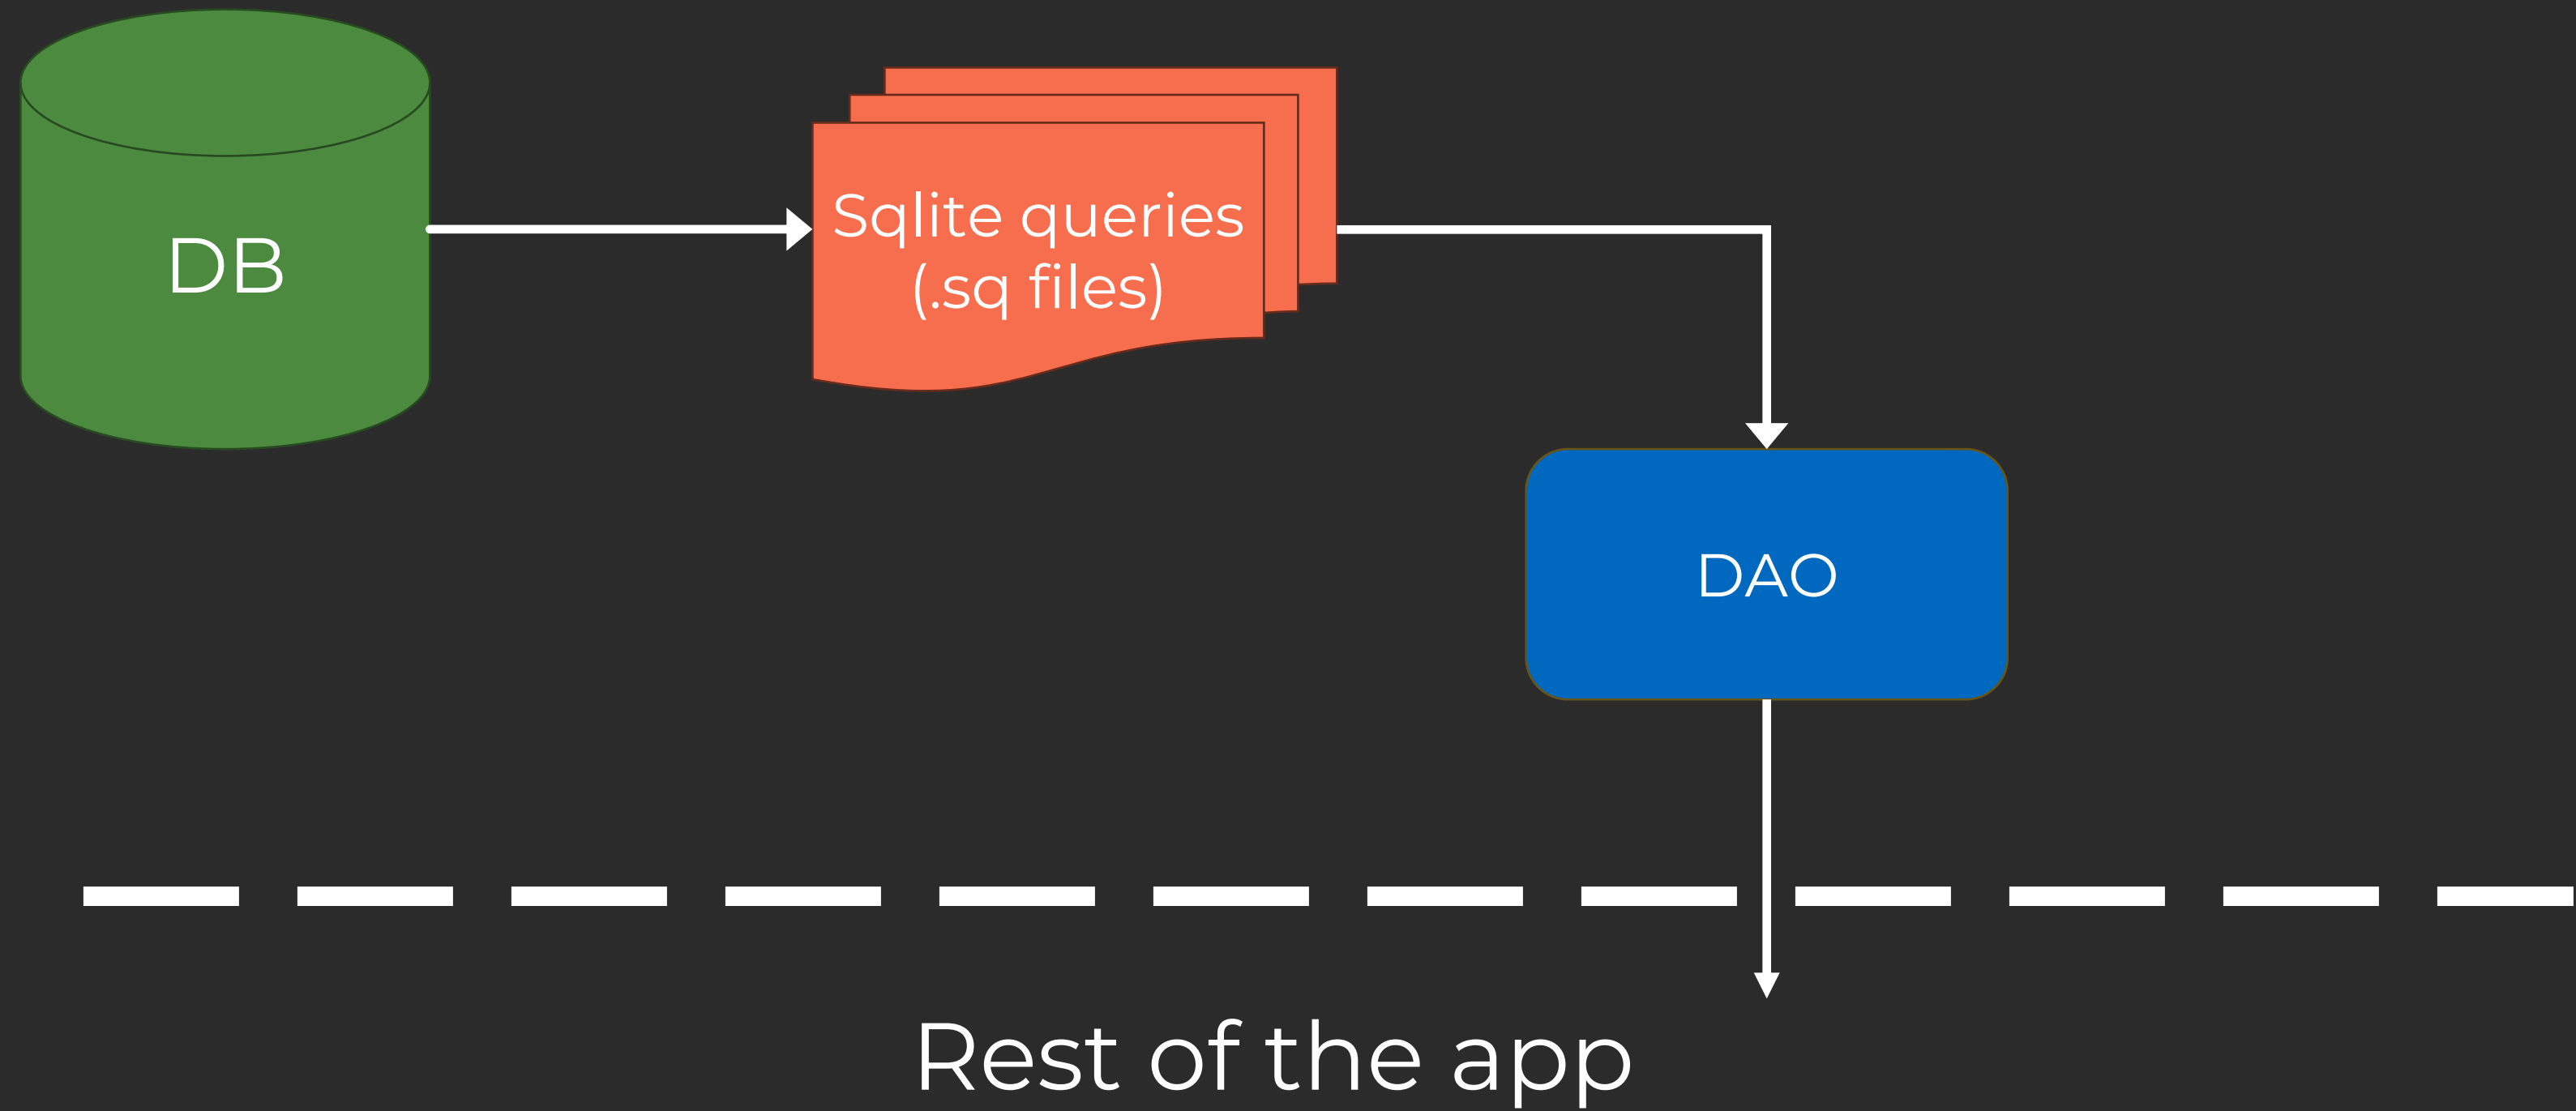 DB
Sqlite queries
(.sq files)
DAO
Rest of the app